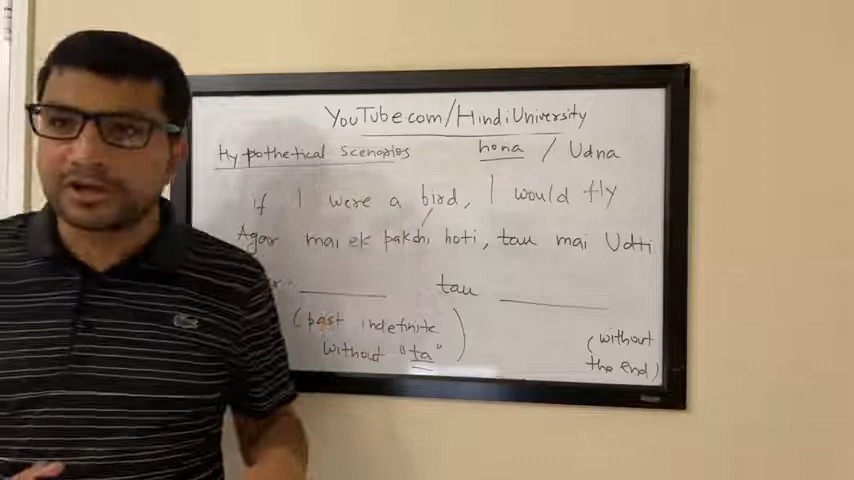 YouTube.com/HindiUniversity
Hypothetical Scenarios hona / Udna
If I were a bird, I would fly
Agar mai ek pakchi hoti, tau mai Udti
tau
(past indefinite
without "ta")
(without
the end)